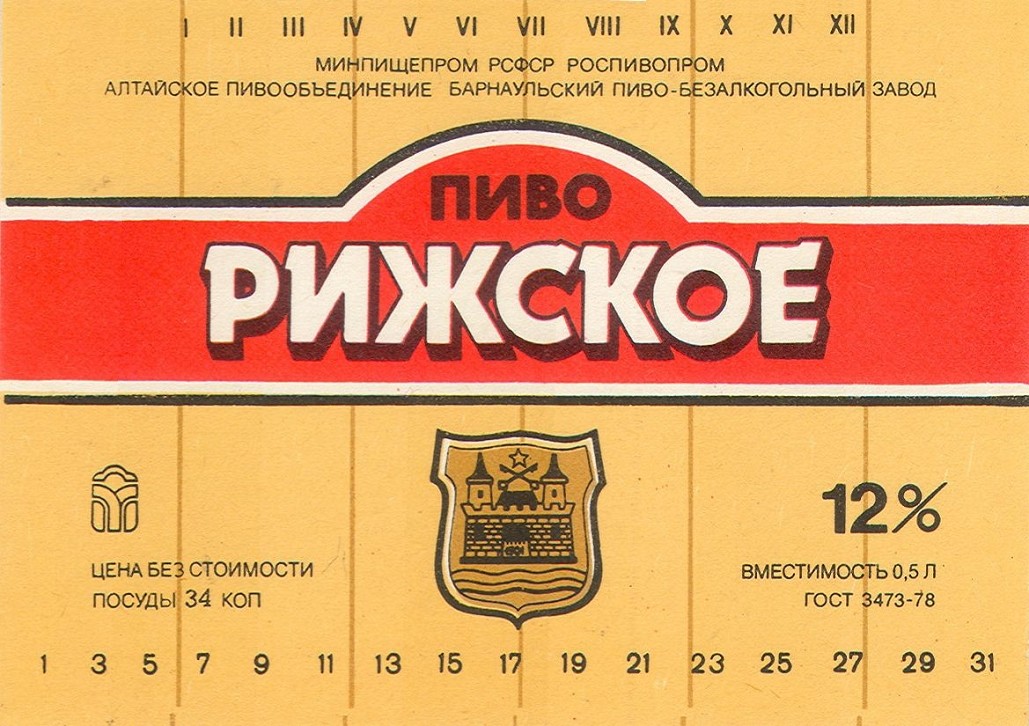 I II III IV V VI VII VIII IX X XI XII
МИНПИЩЕПРОМ РСФСР РОСПИВОПРОМ
АЛТАЙСКОЕ ПИВООБЪЕДИНЕНИЕ БАРНАУЛЬСКИЙ ПИВО-БЕЗАЛКОГОЛЬНЫЙ ЗАВОД
ПИВО
РИЖСКОЕ
12%
ЦЕНА БЕЗ СТОИМОСТИ
ПОСУДЫ 34 КОП
ВМЕСТИМОСТЬ 0,5 Л
ГОСТ 3473-78
1 3 5 7 9 11 13 15 17 19 21 23 25 27 29 31